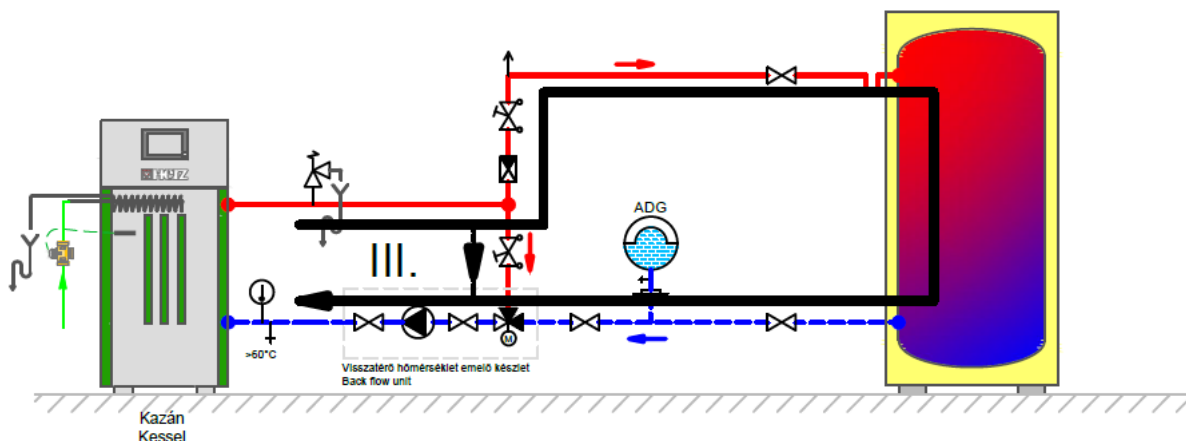 ADG
III.
M
>60°C
Visszatérő hőmérséklet emelő készlet
Back flow unit
Kazán
Kessel